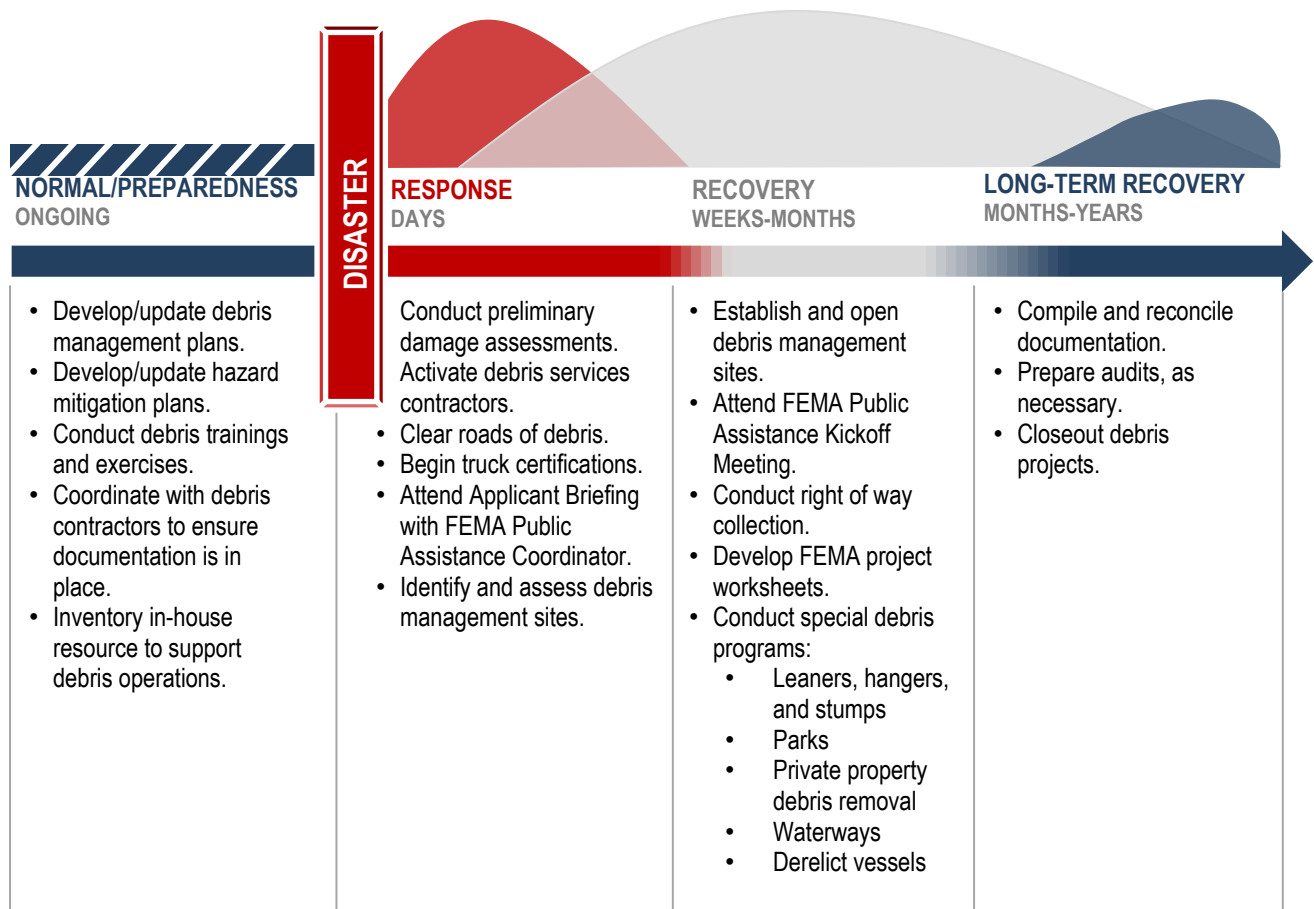 NORMAL/PREPAREDNESS
ONGOING
• Develop/update debris
management plans.
• Develop/update hazard
mitigation plans.
• Conduct debris trainings
and exercises.
• Coordinate with debris
contractors to ensure
documentation is in
place.
• Inventory in-house
resource to support
debris operations.
DISASTER
RESPONSE
DAYS
Conduct preliminary
damage assessments.
Activate debris services
contractors.
• Clear roads of debris.
• Begin truck certifications.
• Attend Applicant Briefing
with FEMA Public
Assistance Coordinator.
• Identify and assess debris
management sites.
RECOVERY
WEEKS-MONTHS
• Establish and open
debris management
sites.
• Attend FEMA Public
Assistance Kickoff
Meeting.
• Conduct right of way
collection.
• Develop FEMA project
worksheets.
• Conduct special debris
programs:
• Leaners, hangers,
and stumps
• Parks
• Private property
debris removal
• Waterways
• Derelict vessels
LONG-TERM RECOVERY
MONTHS-YEARS
• Compile and reconcile
documentation.
• Prepare audits, as
necessary.
• Closeout debris
projects.